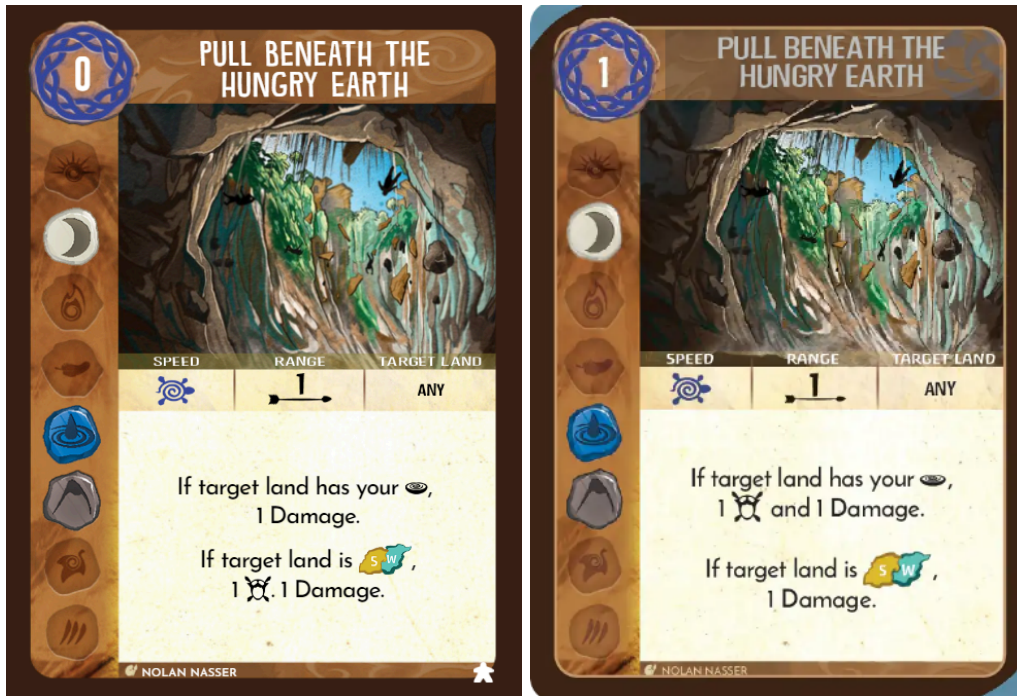 0
PULL BENEATH THE
HUNGRY EARTH
SPEED RANGE TARGET LAND
1
ANY
If target land has your ,
1 Damage.
If target land is S W ,
1 . 1 Damage.
NOLAN NASSER
1
PULL BENEATH THE
HUNGRY EARTH
SPEED RANGE TARGET LAND
1
ANY
If target land has your ,
1 and 1 Damage.
If target land is S W ,
1 Damage.
NOLAN NASSER